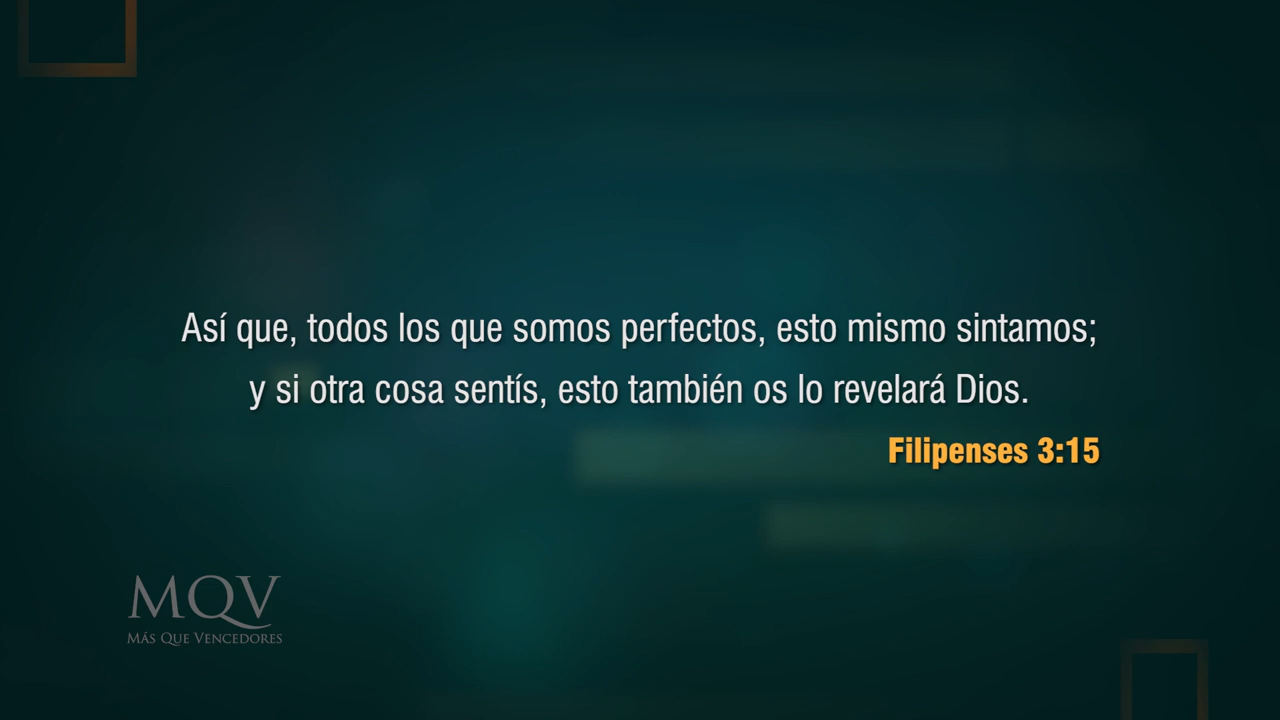 Así que, todos los que somos perfectos, esto mismo sintamos;
y si otra cosa sentís, esto también os lo revelará Dios.
Filipenses 3:15
MQV
MÁS QUE VENCEDORES